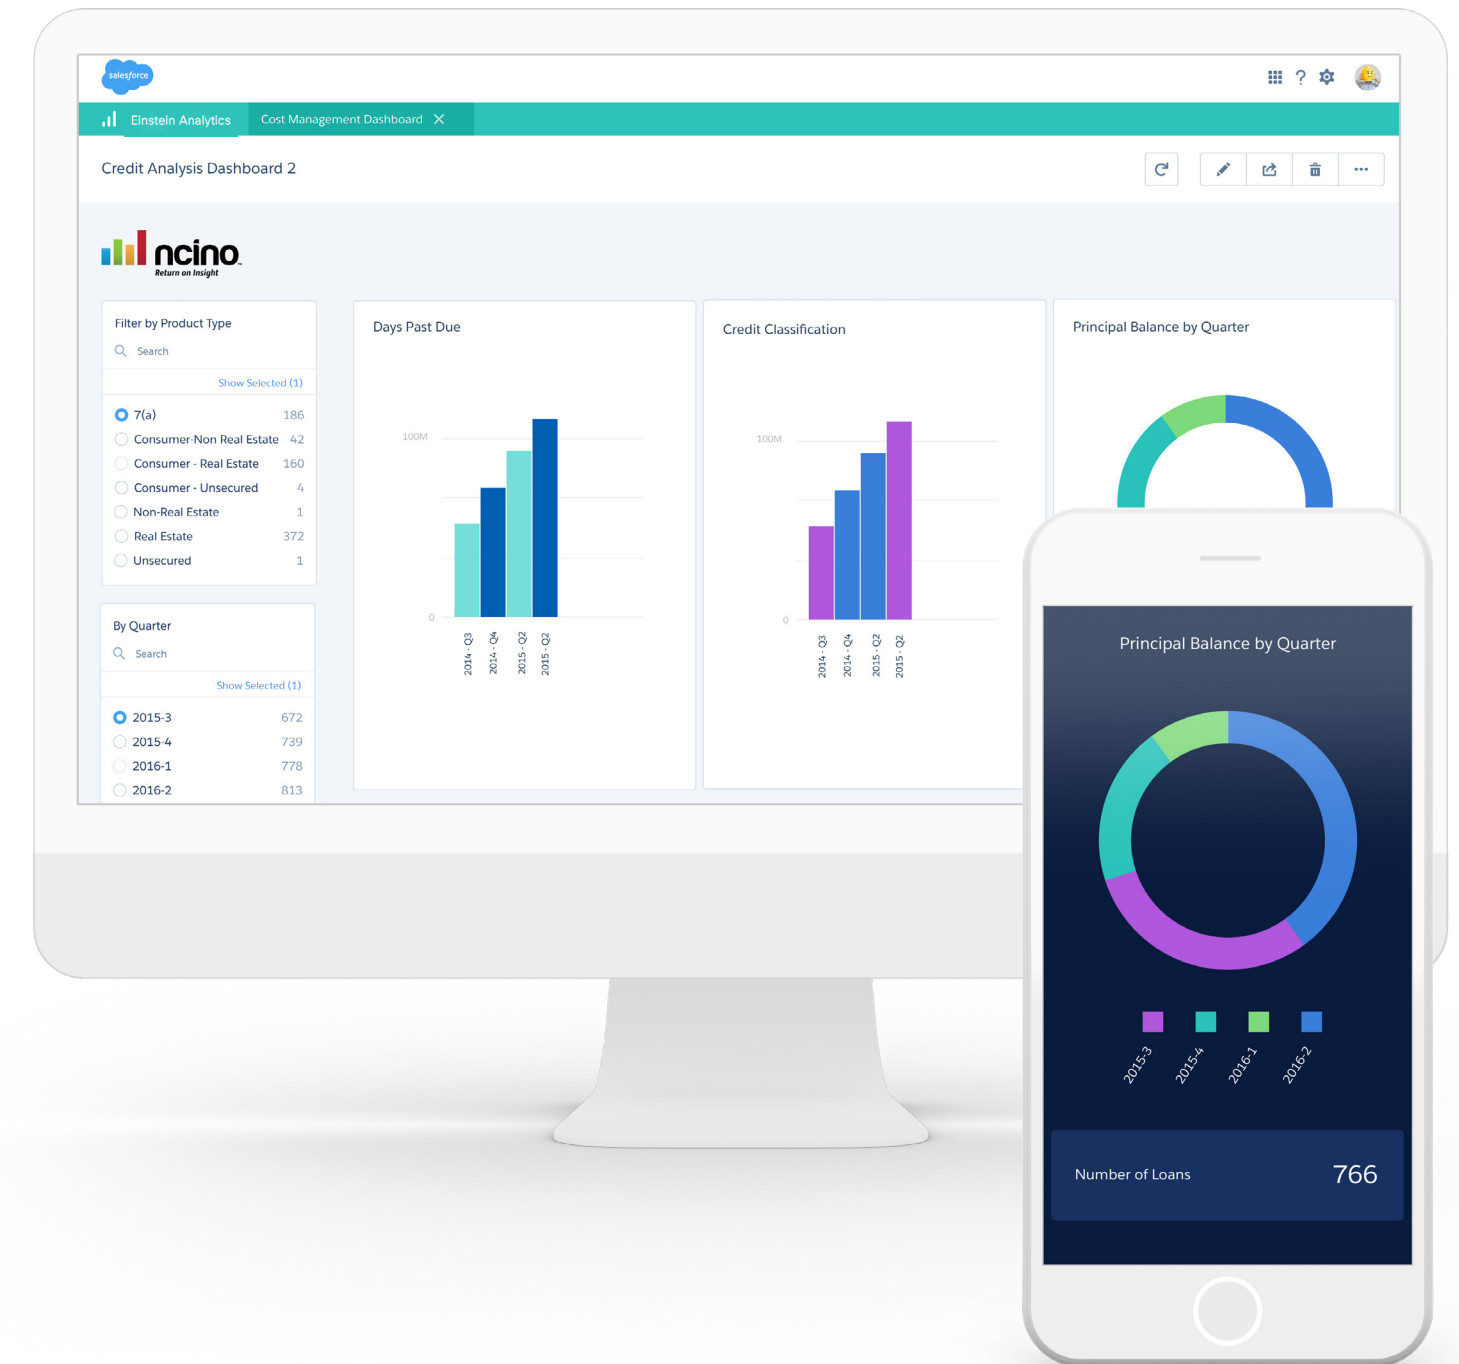 salesforce
?
Einstein Analytics
Cost Management Dashboard
Credit Analysis Dashboard 2
ncino
Return on Insight
Filter by Product Type
Search
Show Selected (1)
7(a) 186
Consumer-Non Real Estate 42
Consumer - Real Estate 160
Consumer - Unsecured 4
Non-Real Estate 1
Real Estate 372
Unsecured 1
By Quarter
Search
Show Selected (1)
2015-3 672
2015-4 739
2016-1 778
2016-2 813
Days Past Due
100M
0
2014 - Q3
2014 - Q4
2015 - Q2
2015 - Q2
Credit Classification
100M
0
2014 - Q3
2014 - Q4
2015 - Q2
2015 - Q2
Principal Balance by Quarter
Principal Balance by Quarter
2015-3
2015-4
2016-1
2016-2
Number of Loans 766